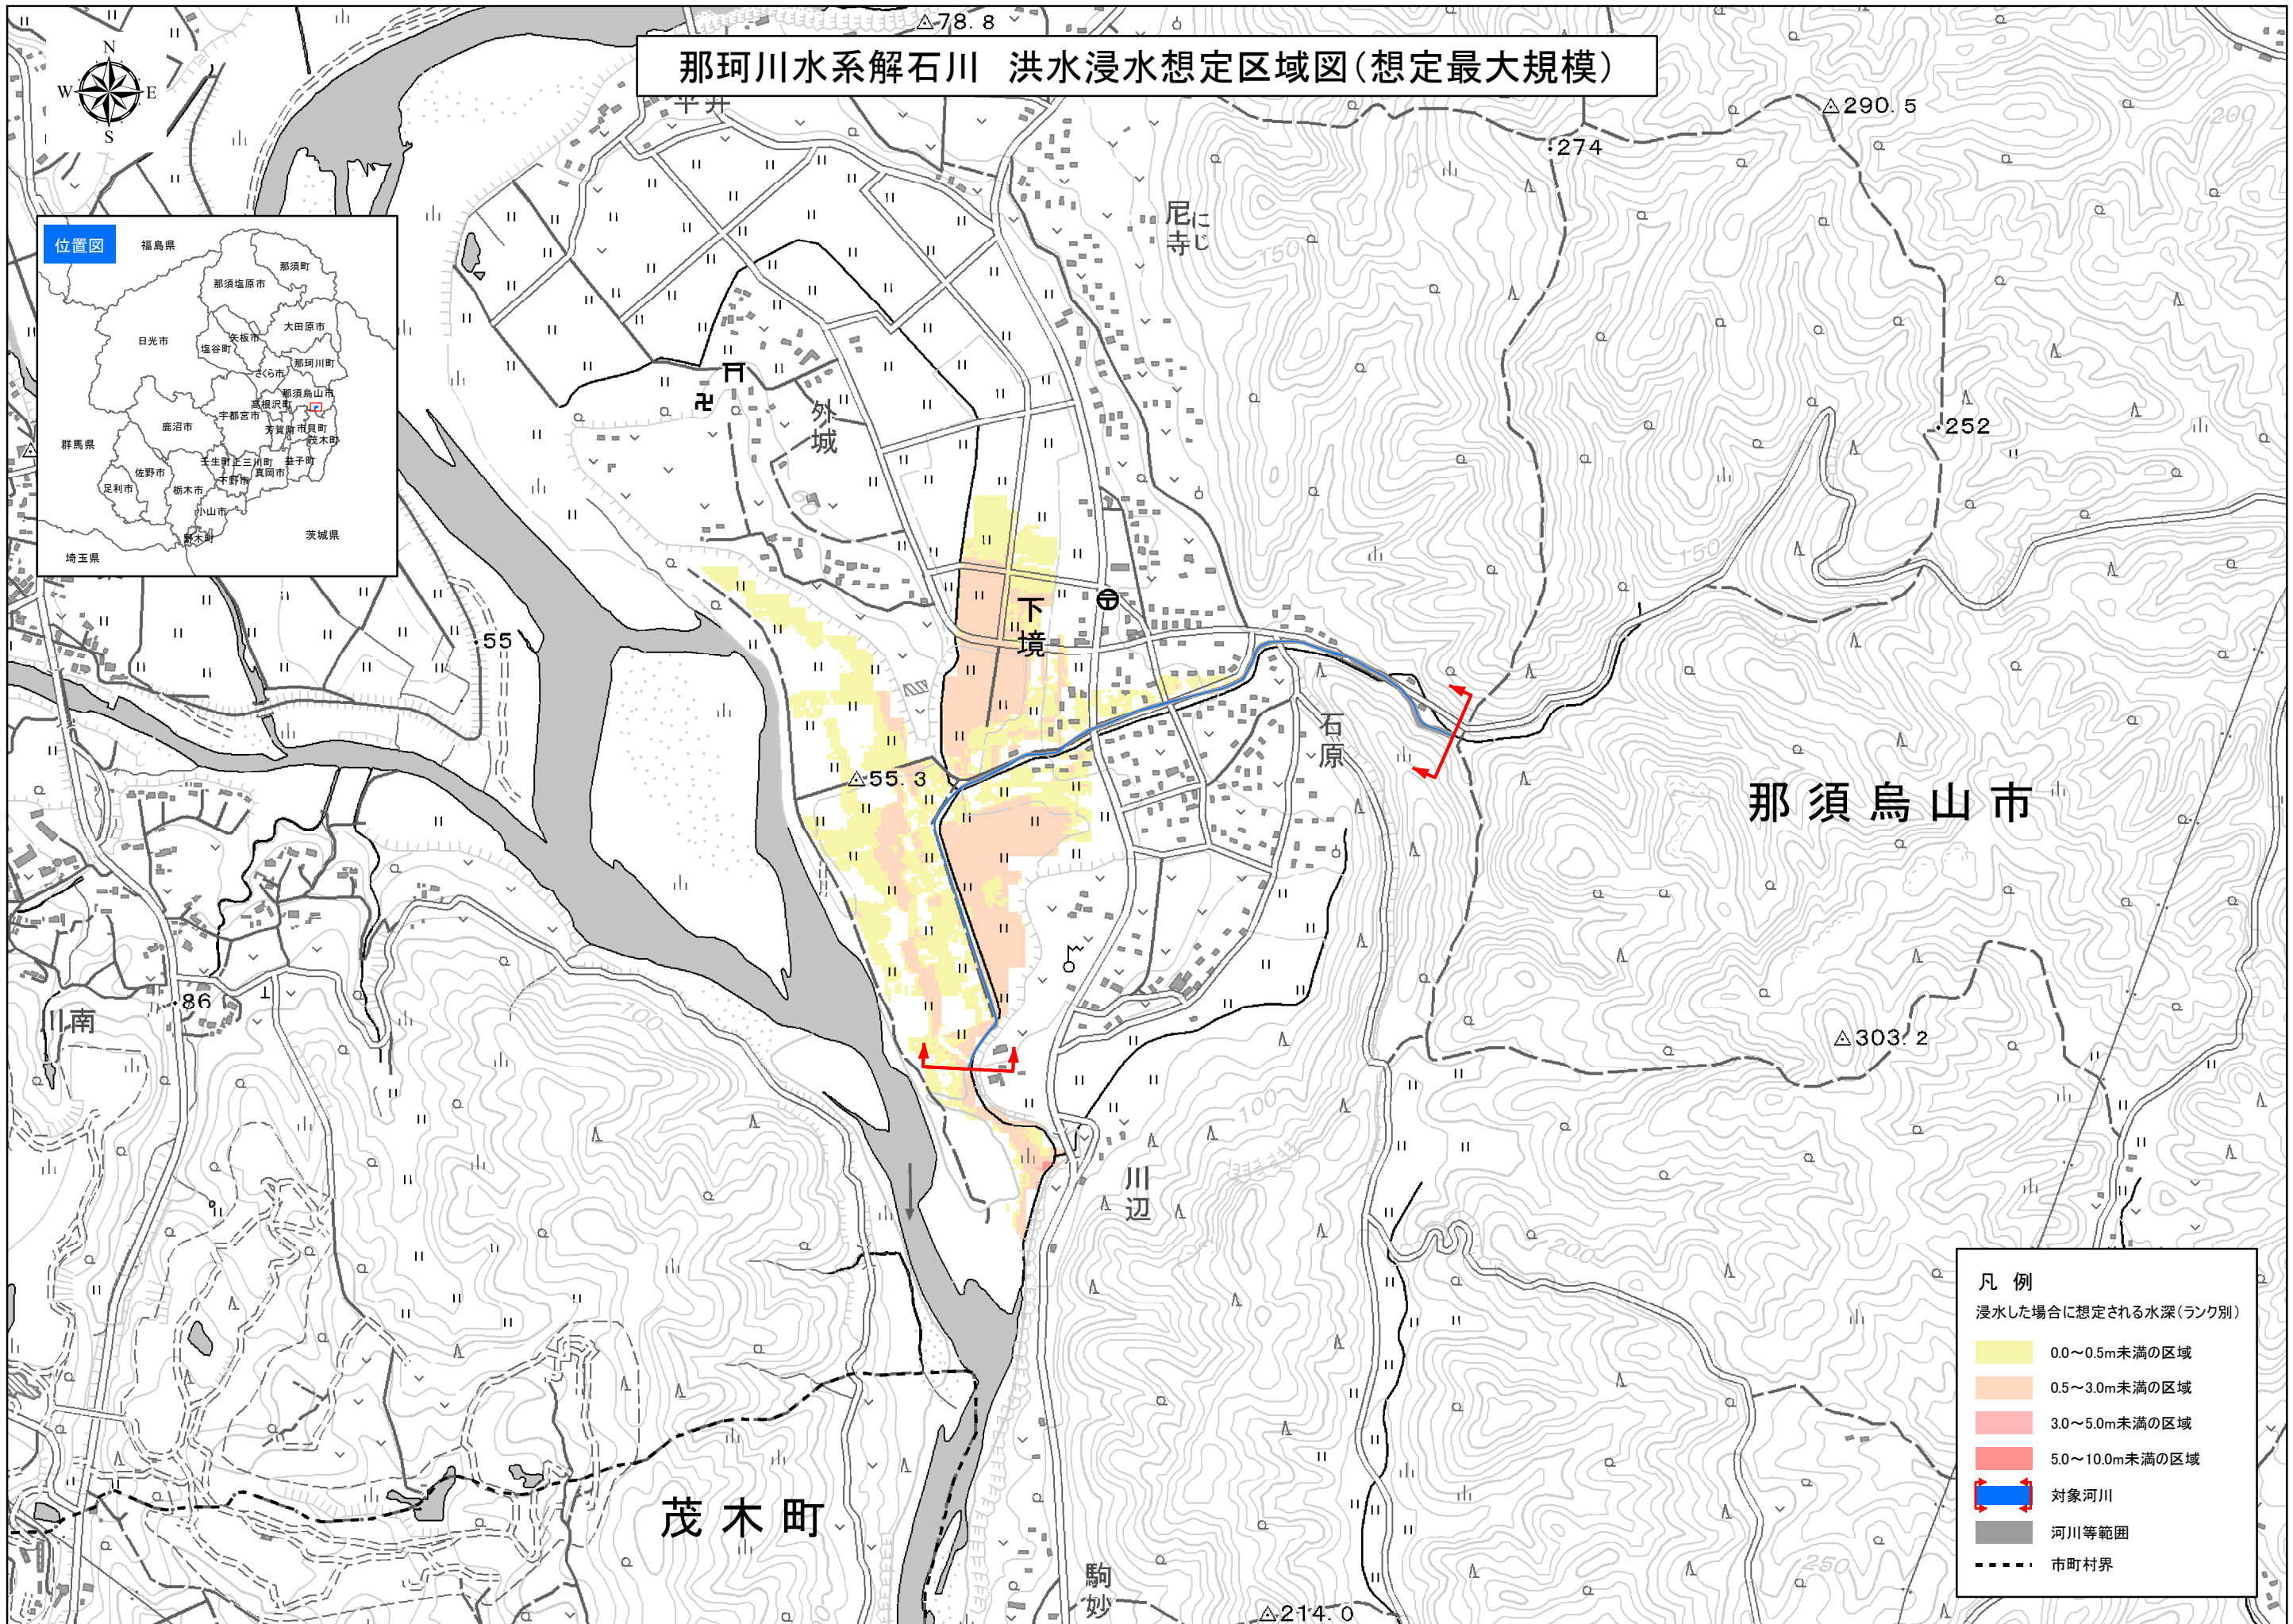 那珂川水系解石川 洪水浸水想定区域図(想定最大規模)
N
W E
S
位置図
福島県
那須町
那須塩原市
大田原市
日光市
矢板市
塩谷町
那珂川町
さくら市
那須烏山市
高根沢町
宇都宮市
鹿沼市
芳賀町
市貝町
茂木町
群馬県
壬生町
上三川町
益子町
佐野市
真岡市
下野市
足利市
栃木市
小山市
茨城県
野木町
埼玉県
78.8
平井
290.5
274
200
尼寺
にじ
150
外城
252
150
下境
55
石原
55.3
那須烏山市
86
川南
100
303.2
100
川辺
200
茂木町
駒妙
214.0
250
凡 例
浸水した場合に想定される水深(ランク別)
0.0～0.5m未満の区域
0.5～3.0m未満の区域
3.0～5.0m未満の区域
5.0～10.0m未満の区域
対象河川
河川等範囲
市町村界